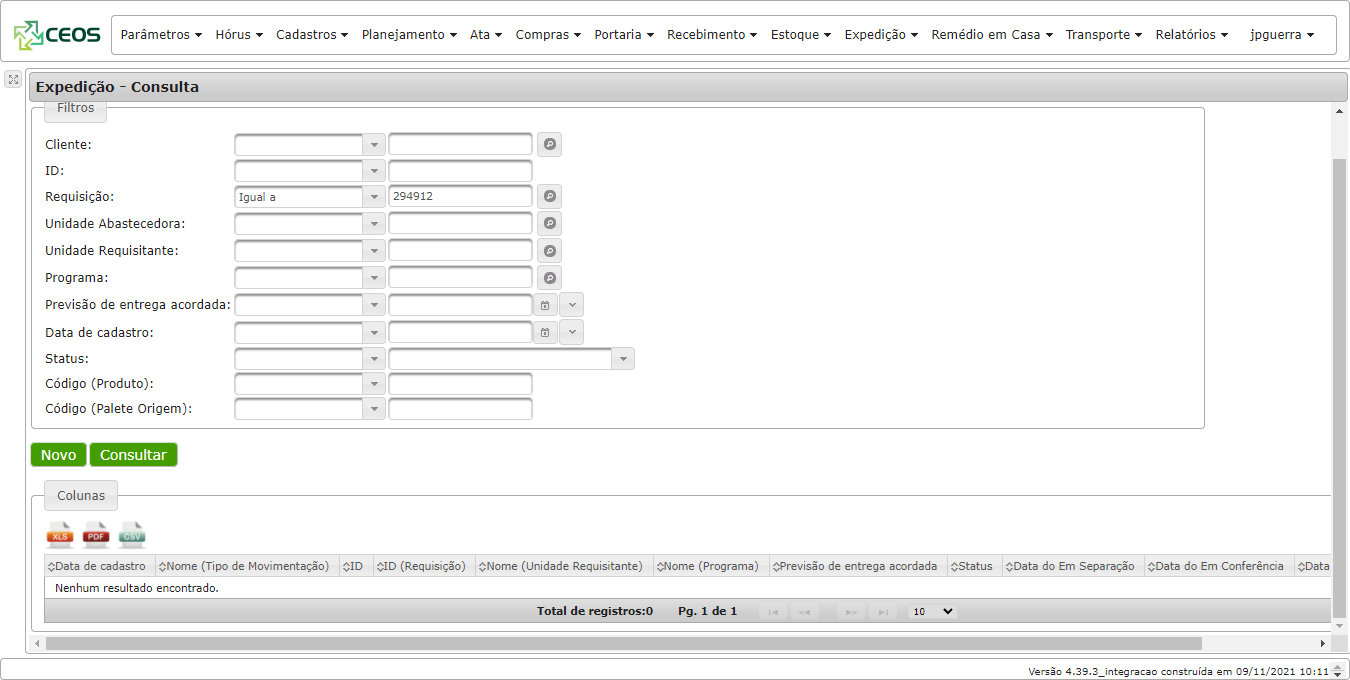 CEOS
Parâmetros Hórus Cadastros Planejamento Ata Compras Portaria Recebimento Estoque Expedição Remédio em Casa Transporte Relatórios jpguerra
Expedição - Consulta
Filtros
Cliente:
ID:
Requisição: Igual a 294912
Unidade Abastecedora:
Unidade Requisitante:
Programa:
Previsão de entrega acordada:
Data de cadastro:
Status:
Código (Produto):
Código (Palete Origem):
Novo Consultar
Colunas
XLS PDF CSV
Data de cadastro Nome (Tipo de Movimentação) ID ID (Requisição) Nome (Unidade Requisitante) Nome (Programa) Previsão de entrega acordada Status Data do Em Separação Data do Em Conferência Data
Nenhum resultado encontrado.
Total de registros:0 Pg. 1 de 1 10
Versão 4.39.3_integracao construída em 09/11/2021 10:11